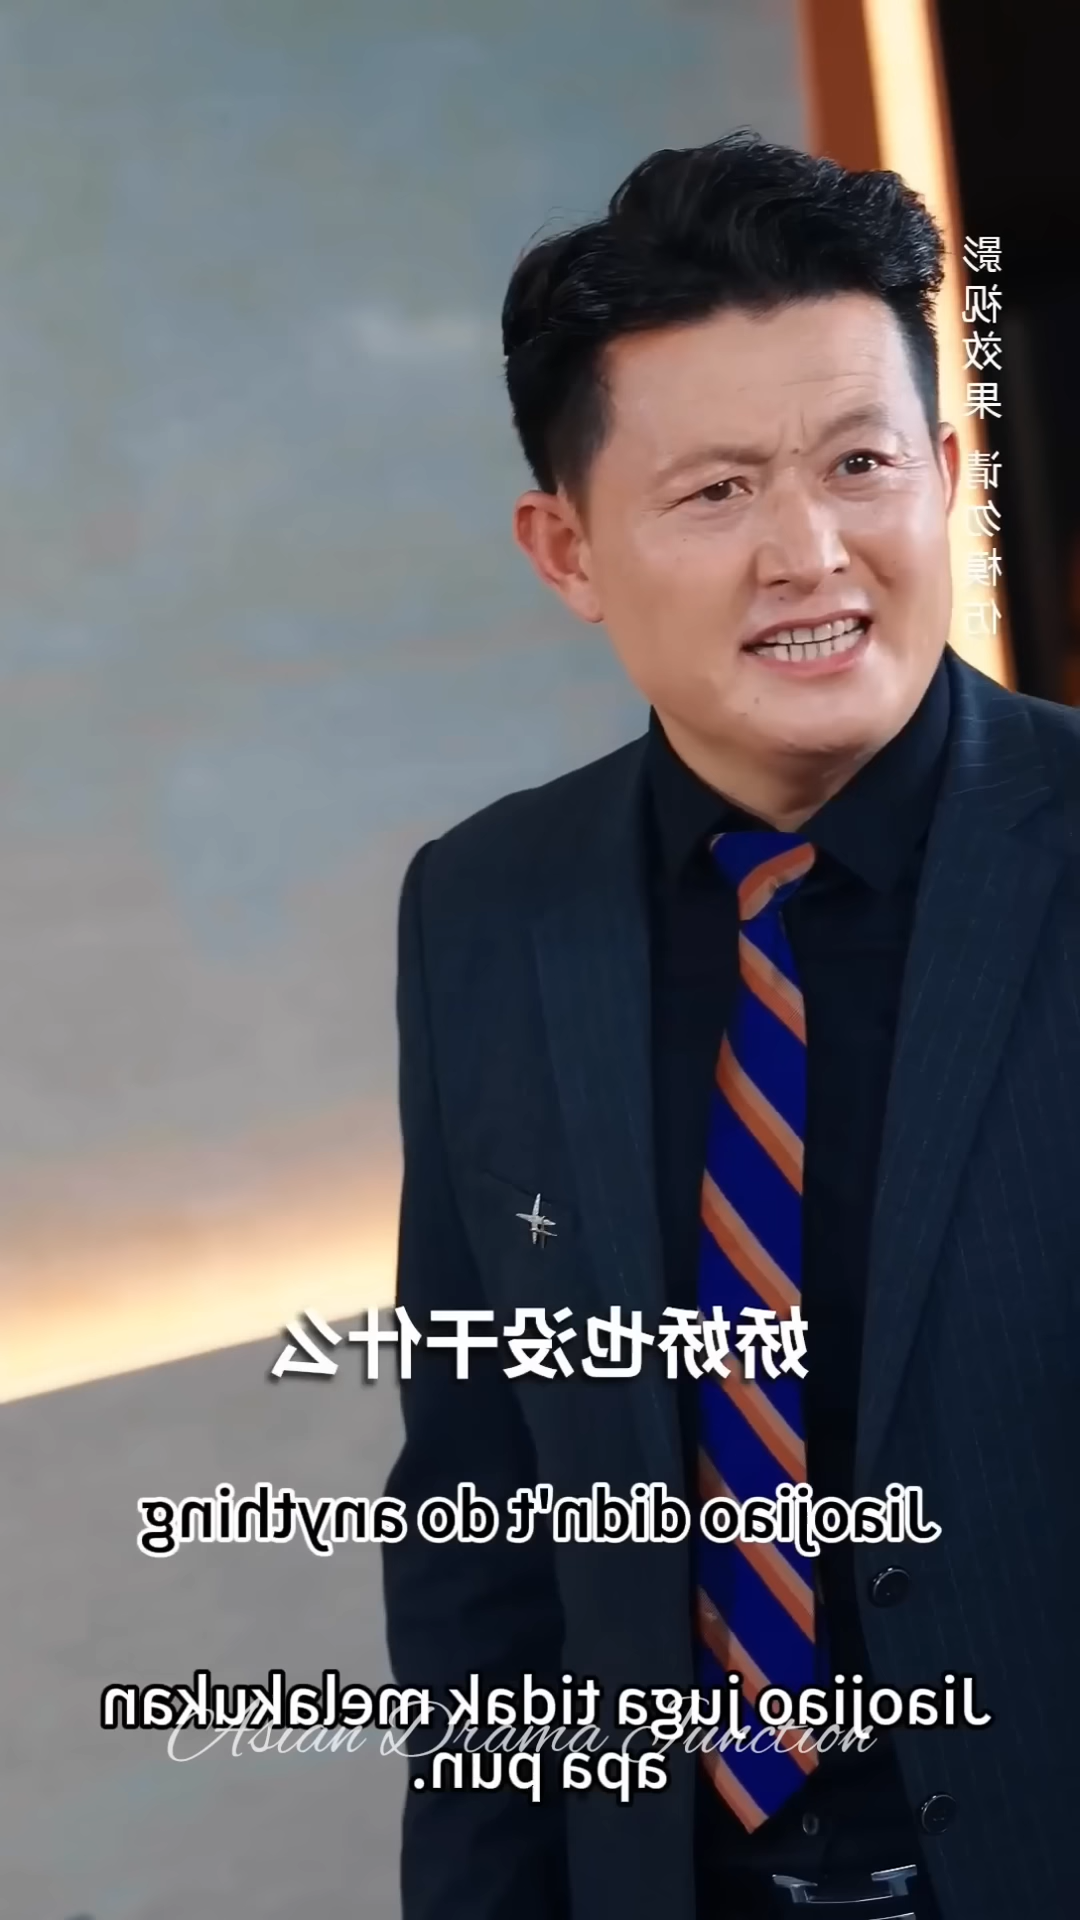 影视效果 请勿模仿
娇娇也没干什么
Jiaojiao didn't do anything
Jiaojiao juga tidak melakukan
apa pun.
Asian Drama Junction